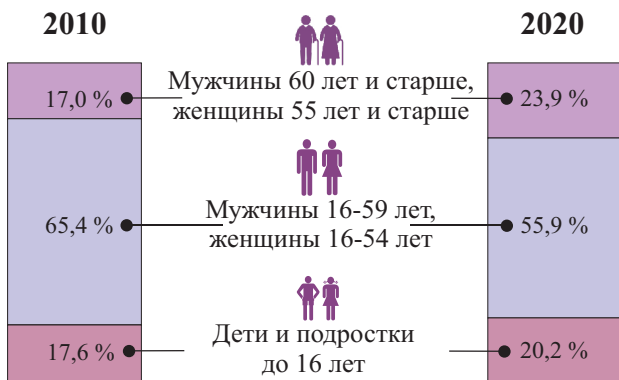 2010
2020
Мужчины 60 лет и старше,
женщины 55 лет и старше
17,0 %
23,9 %
Мужчины 16-59 лет,
женщины 16-54 лет
65,4 %
55,9 %
Дети и подростки
до 16 лет
17,6 %
20,2 %